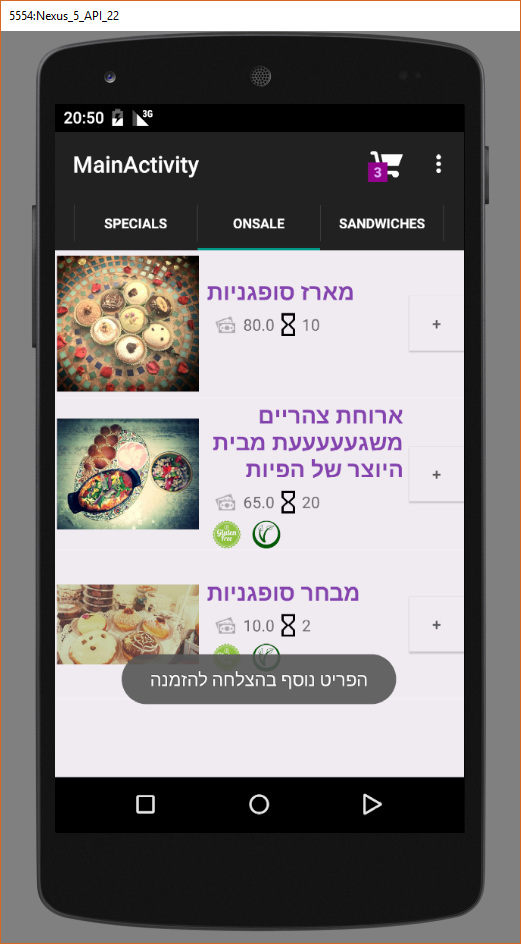 5554:Nexus_5_API_22
20:50
3G
MainActivity
3
SPECIALS
ONSALE
SANDWICHES
מארז סופגניות
80.0
10
+
ארוחת צהריים
משגעעעעעת מבית
היוצר של הפיות
65.0
20
+
Gluten
Free
מבחר סופגניות
10.0
2
+
הפריט נוסף בהצלחה להזמנה